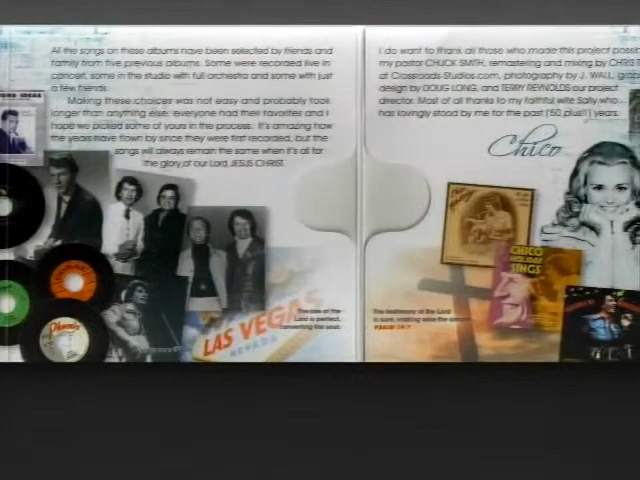 All the songs on these albums have been selected by friends and
family from five previous albums. Some were recorded live in
concert, some in the studio with full orchestra and some with just
a few friends.
Making these choices was not easy and probably took
longer than anything else, everyone had their favorites and I
hope we picked some of yours in the process. It's amazing how
the years have flown by since they were first recorded, but the
songs will always remain the same when it's all for
the glory of our Lord JESUS CHRIST.
I do want to thank all those who made this project possib
my pastor CHUCK SMITH, remastering and mixing by CHRIS
at Crossroads-Studios.com, photography by J. WALL, gra
design by DOUG LONG, and TERRY REYNOLDS our project
director. Most of all thanks to my faithful wife Sally who
has lovingly stood by me for the past (50 plus!!) years.
Chico
IDEAS
CHICO
HOLIDAY
SINGS
LAS VEGAS
NEVADA
The law of the
Lord is perfect,
converting the soul:
The testimony of the Lord
is sure, making wise the simple.
PSALM 19:7